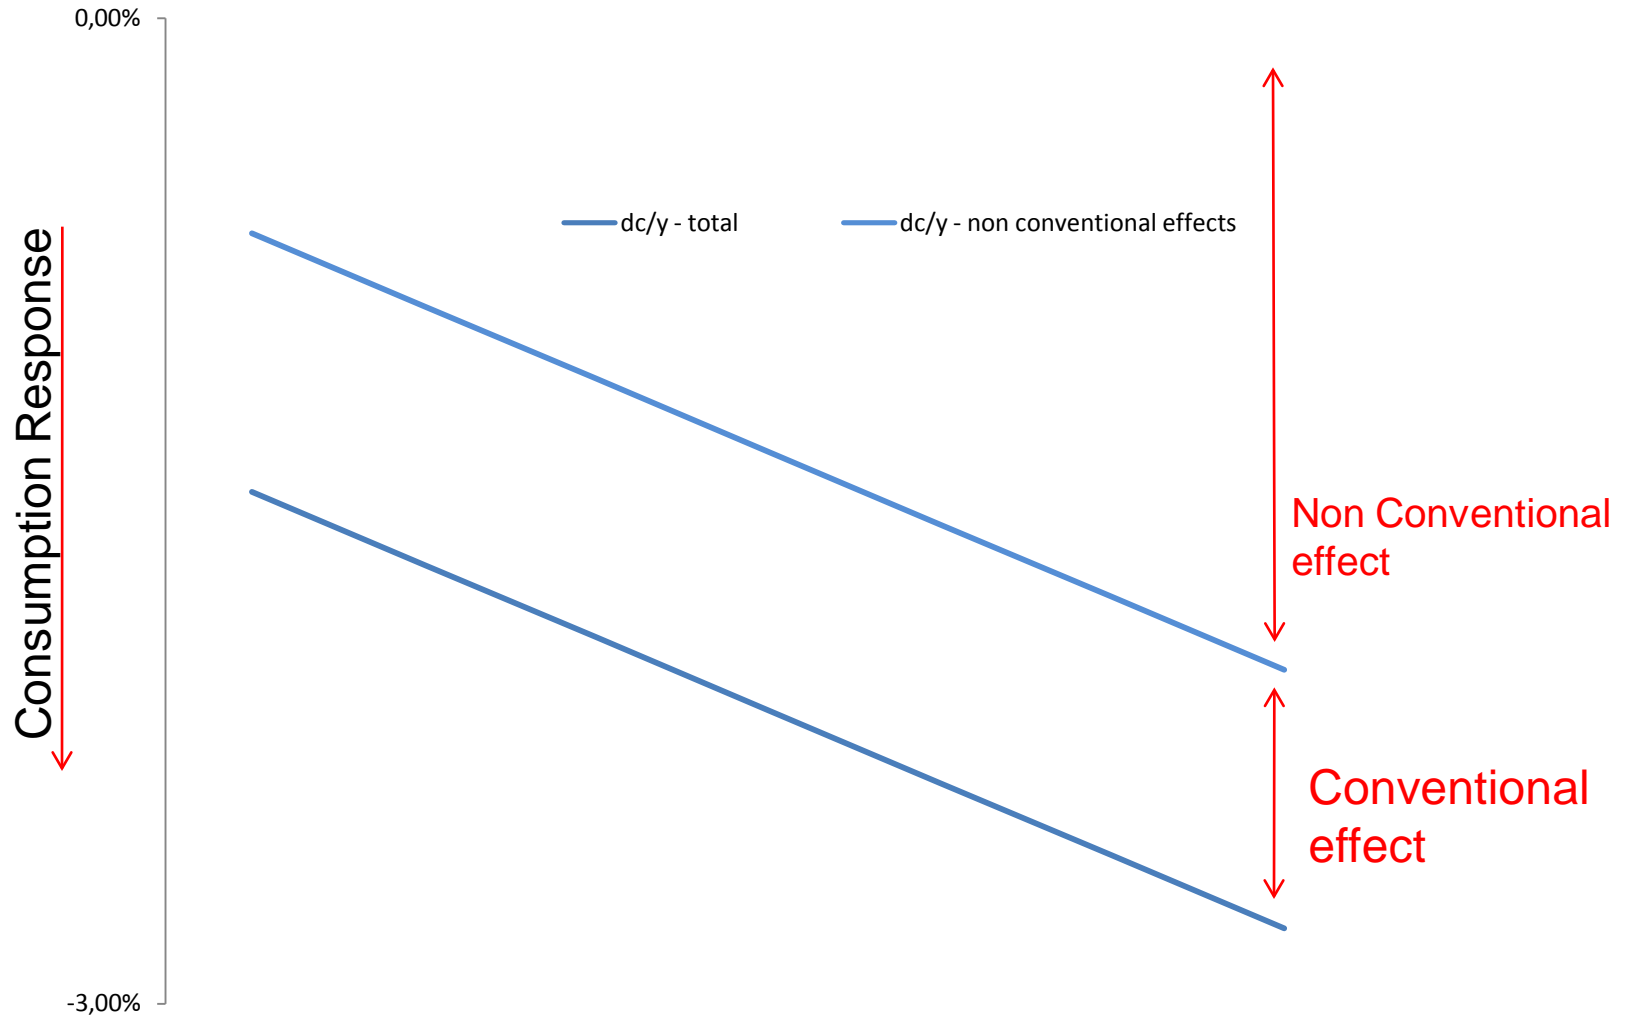 0,00%
dc/y - total
dc/y - non conventional effects
Consumption Response
Non Conventional
effect
Conventional
effect
-3,00%